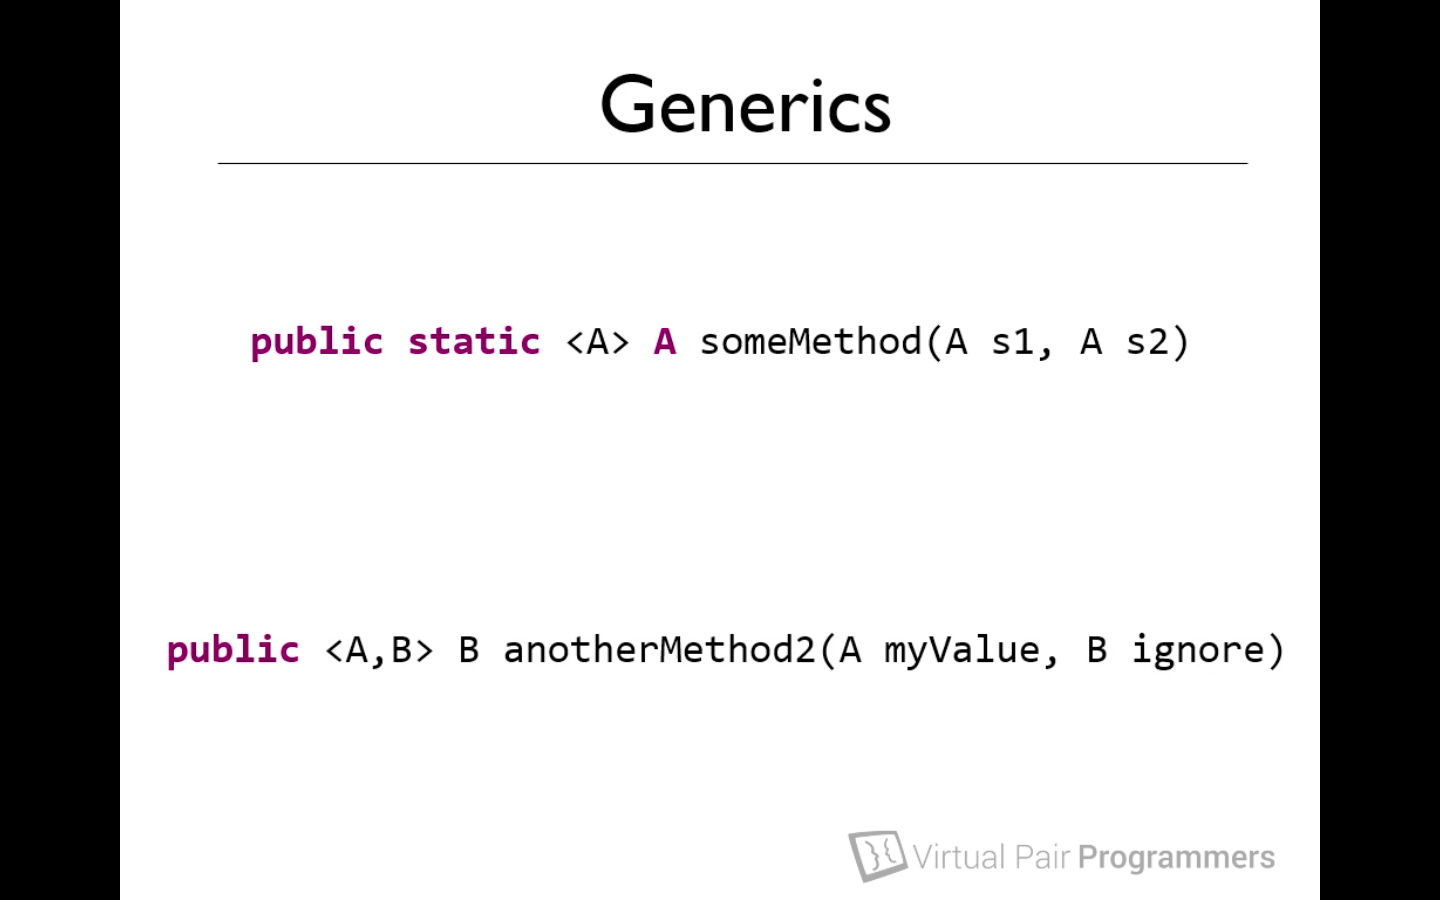 Generics
public static <A> A someMethod(A s1, A s2)
public <A,B> B anotherMethod2(A myValue, B ignore)
Virtual Pair Programmers